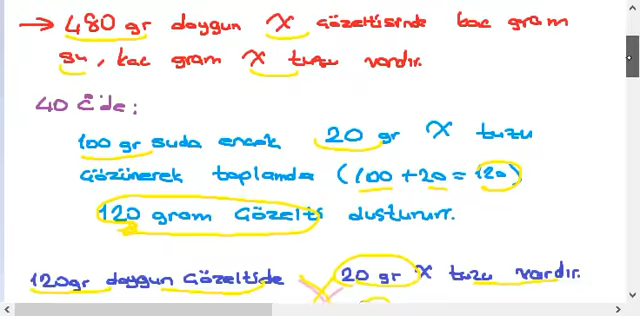 → 480 gr doygun X çözeltisinde kaç gram
su, kaç gram X tuzu vardır.
40 C'de:
100 gr suda ancak 20 gr X tuzu
çözünerek toplamda (100 + 20 = 120)
120 gram çözelti oluşturur.
120gr doygun çözeltide 20 gr X tuzu vardır.